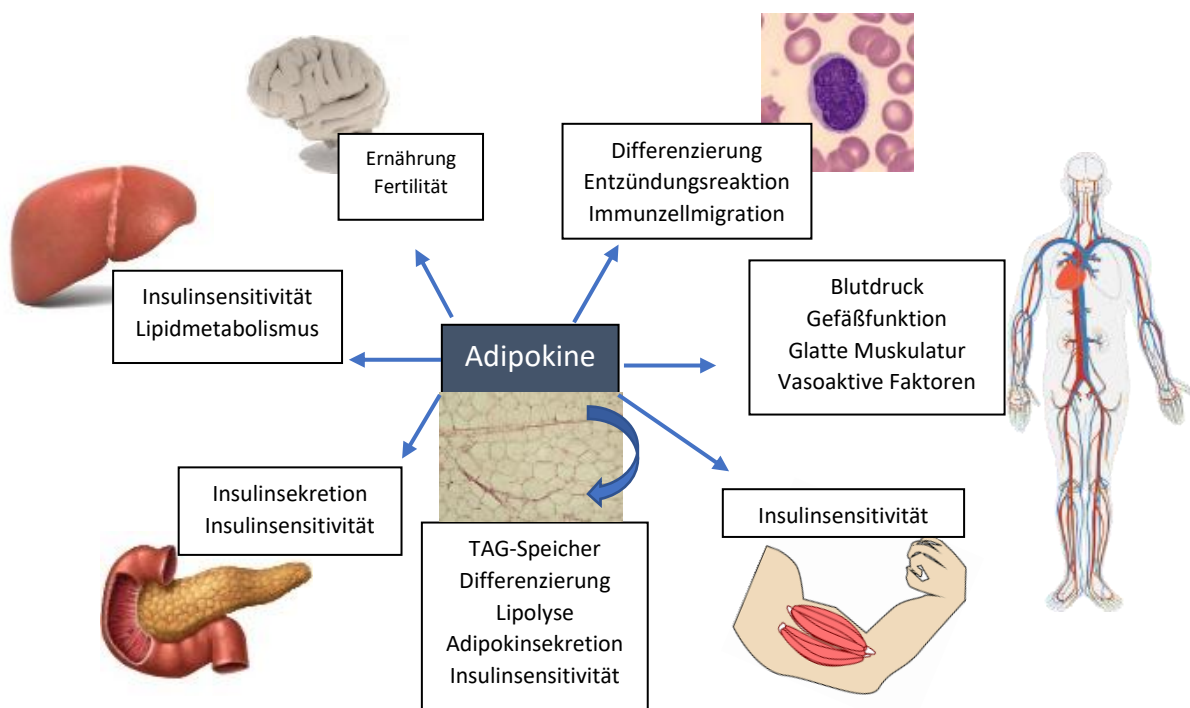 Ernährung
Fertilität
Differenzierung
Entzündungsreaktion
Immunzellmigration
Insulinsensitivität
Lipidmetabolismus
Adipokine
Blutdruck
Gefäßfunktion
Glatte Muskulatur
Vasoaktive Faktoren
Insulinsekretion
Insulinsensitivität
TAG-Speicher
Differenzierung
Lipolyse
Adipokinsekretion
Insulinsensitivität
Insulinsensitivität